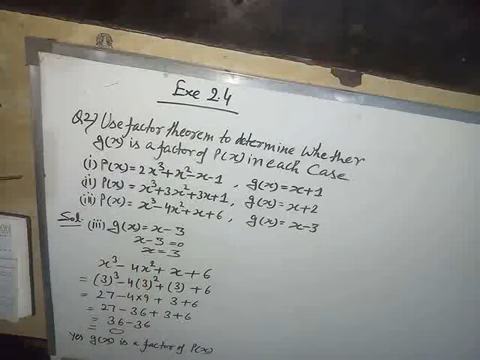 Exe 2.4
Q2) Use factor theorem to determine whether
g(x) is a factor of P(x) in each Case
(i) P(x) = 2x³+x²-x-1 , g(x) = x+1
(ii) P(x) = x³+3x²+3x+1, g(x) = x+2
(iii) P(x) = x³-4x²+x+6, g(x) = x-3
Sol: (iii) g(x) = x-3
x-3 = 0
x = 3
x³-4x²+x+6
= (3)³-4(3)²+(3)+6
= 27-4×9+3+6
= 27-36+3+6
= 36-36
= 0
Yes g(x) is a factor of P(x)